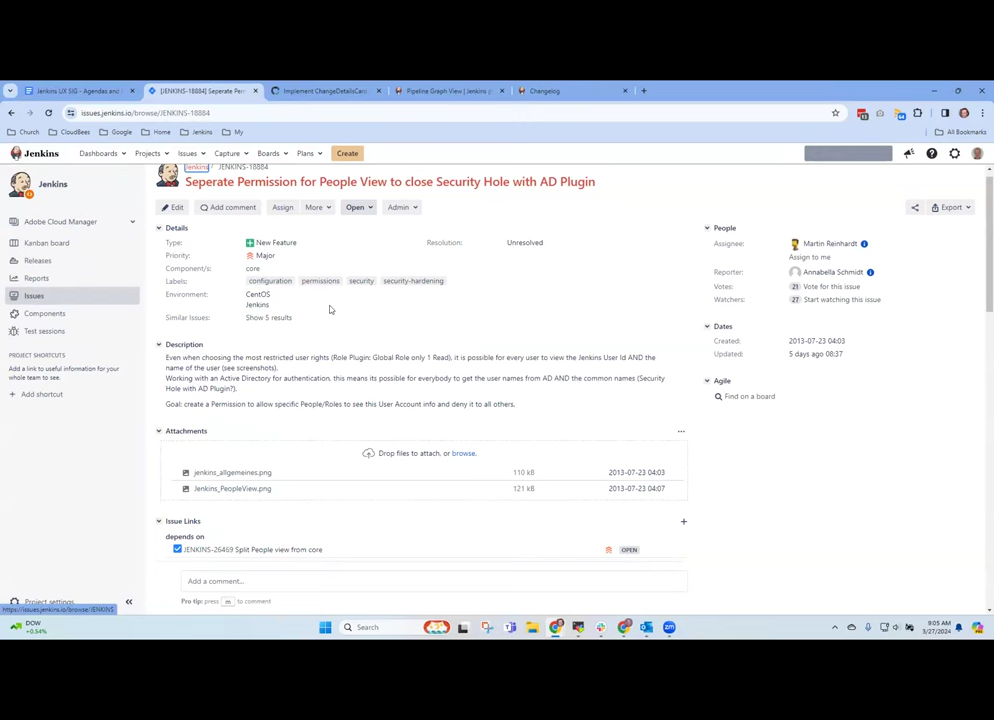 Jenkins UX SIG - Agendas and
[JENKINS-18884] Seperate Perm
Implement ChangeDetailsCard
Pipeline Graph View | Jenkins pl
Changelog
issues.jenkins.io/browse/JENKINS-18884
Church
CloudBees
Google
Home
Jenkins
My
All Bookmarks
Jenkins
Dashboards
Projects
Issues
Capture
Boards
Plans
Create
Jenkins
Adobe Cloud Manager
Kanban board
Releases
Reports
Issues
Components
Test sessions
PROJECT SHORTCUTS
Add a link to useful information for your
whole team to see.
Add shortcut
Project settings
https://issues.jenkins.io/browse/JENKINS
Jenkins / JENKINS-18884
Seperate Permission for People View to close Security Hole with AD Plugin
Edit
Add comment
Assign
More
Open
Admin
Export
Details
Type: New Feature
Resolution: Unresolved
Priority: Major
Component/s: core
Labels: configuration permissions security security-hardening
Environment: CentOS
Jenkins
Similar Issues: Show 5 results
Description
Even when choosing the most restricted user rights (Role Plugin: Global Role only 1 Read), it is possible for every user to view the Jenkins User Id AND the
name of the user (see screenshots).
Working with an Active Directory for authentication, this means its possible for everybody to get the user names from AD AND the common names (Security
Hole with AD Plugin?).
Goal: create a Permission to allow specific People/Roles to see this User Account info and deny it to all others.
Attachments
Drop files to attach, or browse.
jenkins_allgemeines.png 110 kB 2013-07-23 04:03
Jenkins_PeopleView.png 121 kB 2013-07-23 04:07
Issue Links
depends on
JENKINS-26469 Split People view from core OPEN
Add a comment...
Pro tip: press m to comment
People
Assignee: Martin Reinhardt
Assign to me
Reporter: Annabella Schmidt
Votes: 21 Vote for this issue
Watchers: 27 Start watching this issue
Dates
Created: 2013-07-23 04:03
Updated: 5 days ago 08:37
Agile
Find on a board
DOW
+0.54%
Search
9:05 AM
3/27/2024